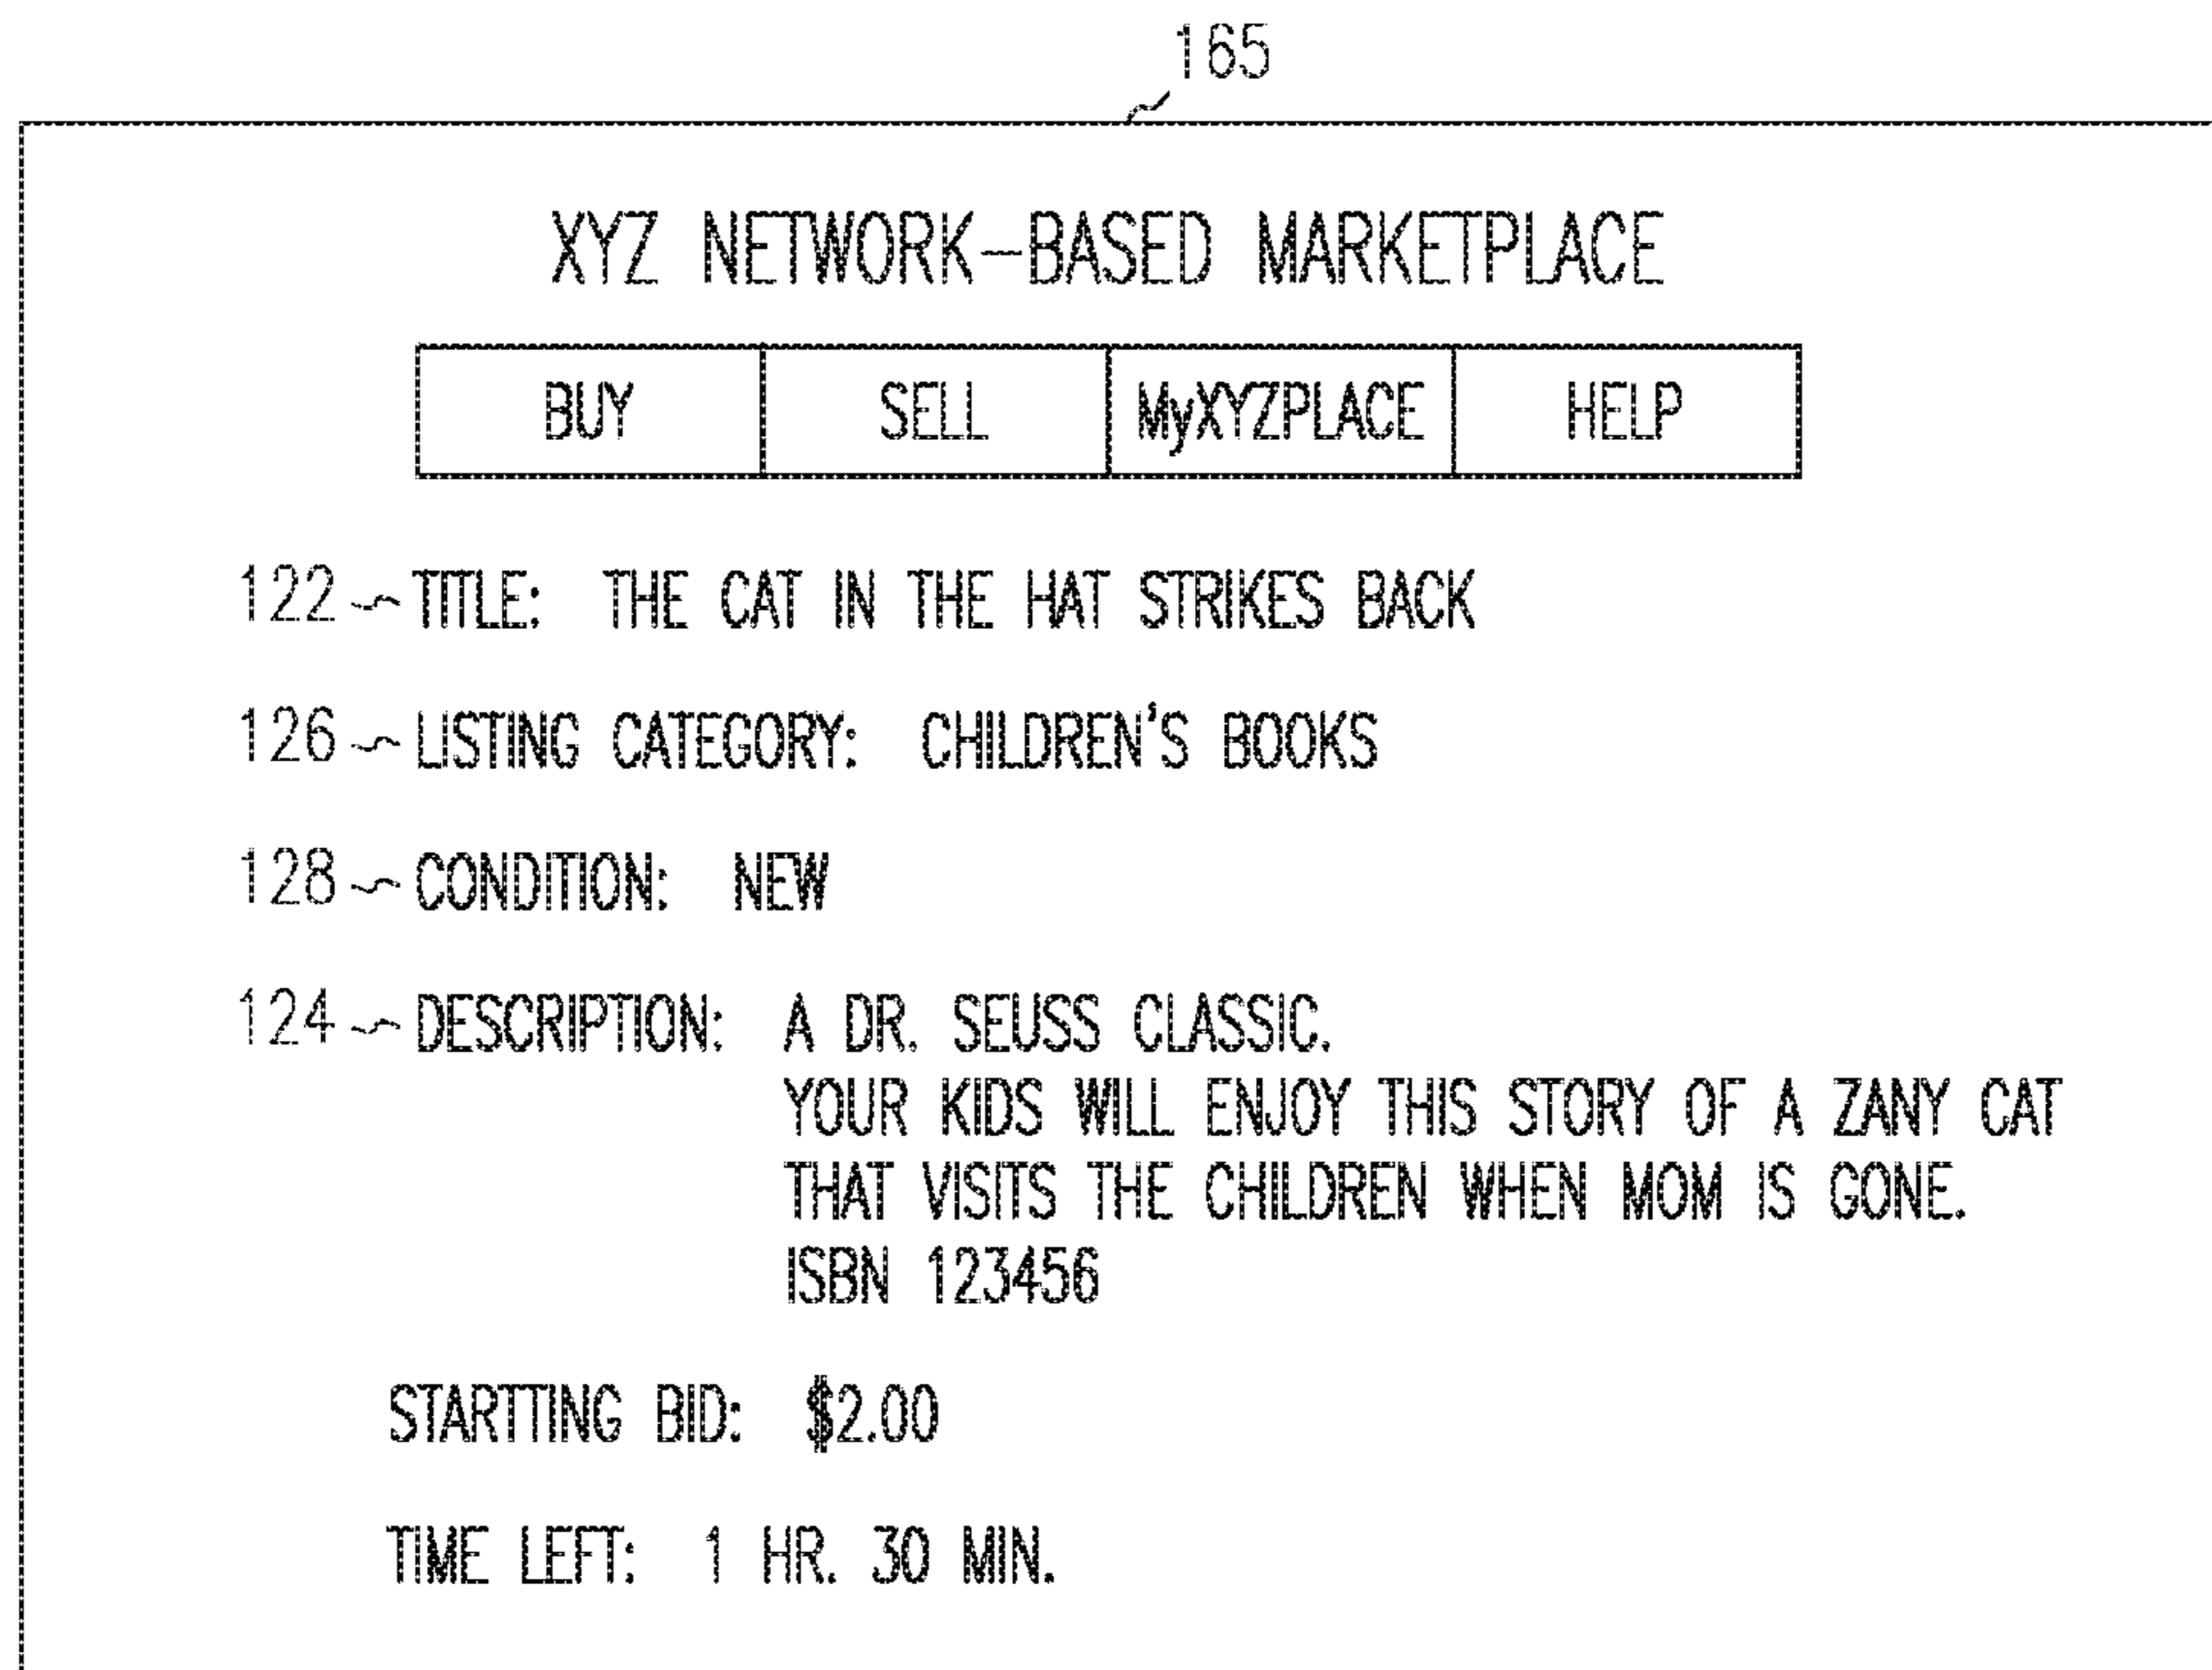 165
XYZ NETWORK-BASED MARKETPLACE
BUY SELL MyXYZPLACE HELP
122 TITLE: THE CAT IN THE HAT STRIKES BACK
126 LISTING CATEGORY: CHILDREN'S BOOKS
128 CONDITION: NEW
124 DESCRIPTION: A DR. SEUSS CLASSIC.
YOUR KIDS WILL ENJOY THIS STORY OF A ZANY CAT
THAT VISITS THE CHILDREN WHEN MOM IS GONE.
ISBN 123456
STARTTING BID: $2.00
TIME LEFT: 1 HR. 30 MIN.